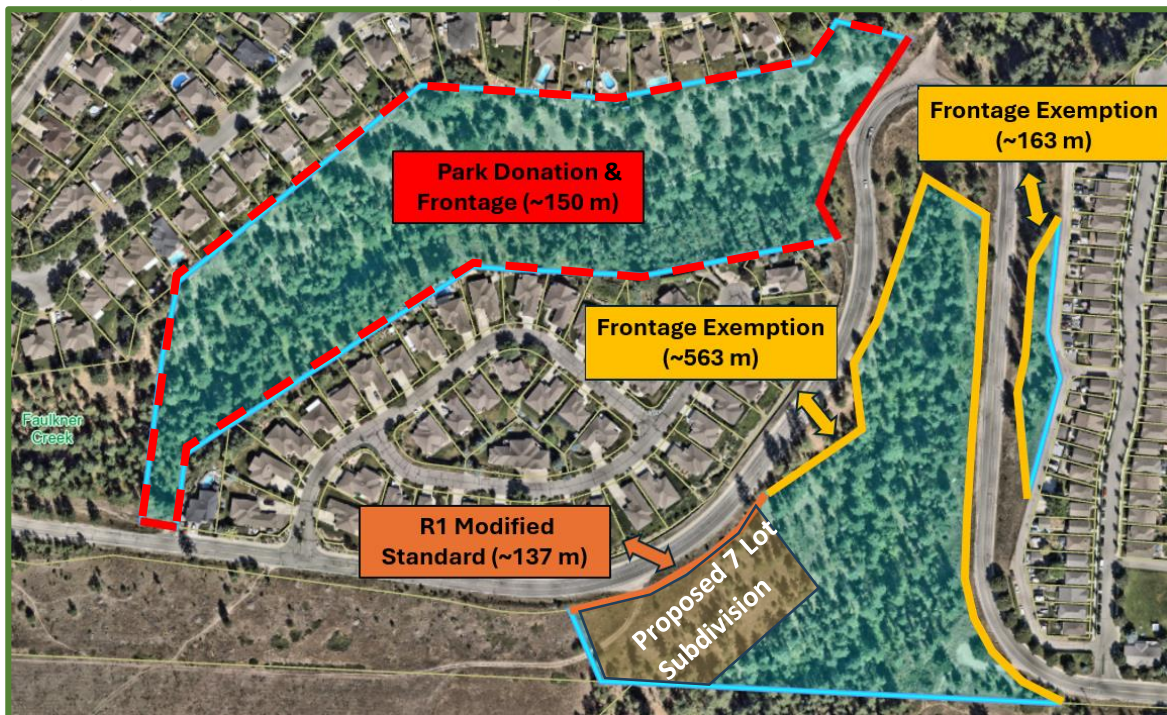 Frontage Exemption
(~163 m)
Park Donation &
Frontage (~150 m)
Frontage Exemption
(~563 m)
Faulkner
Creek
R1 Modified
Standard (~137 m)
Proposed 7 Lot
Subdivision